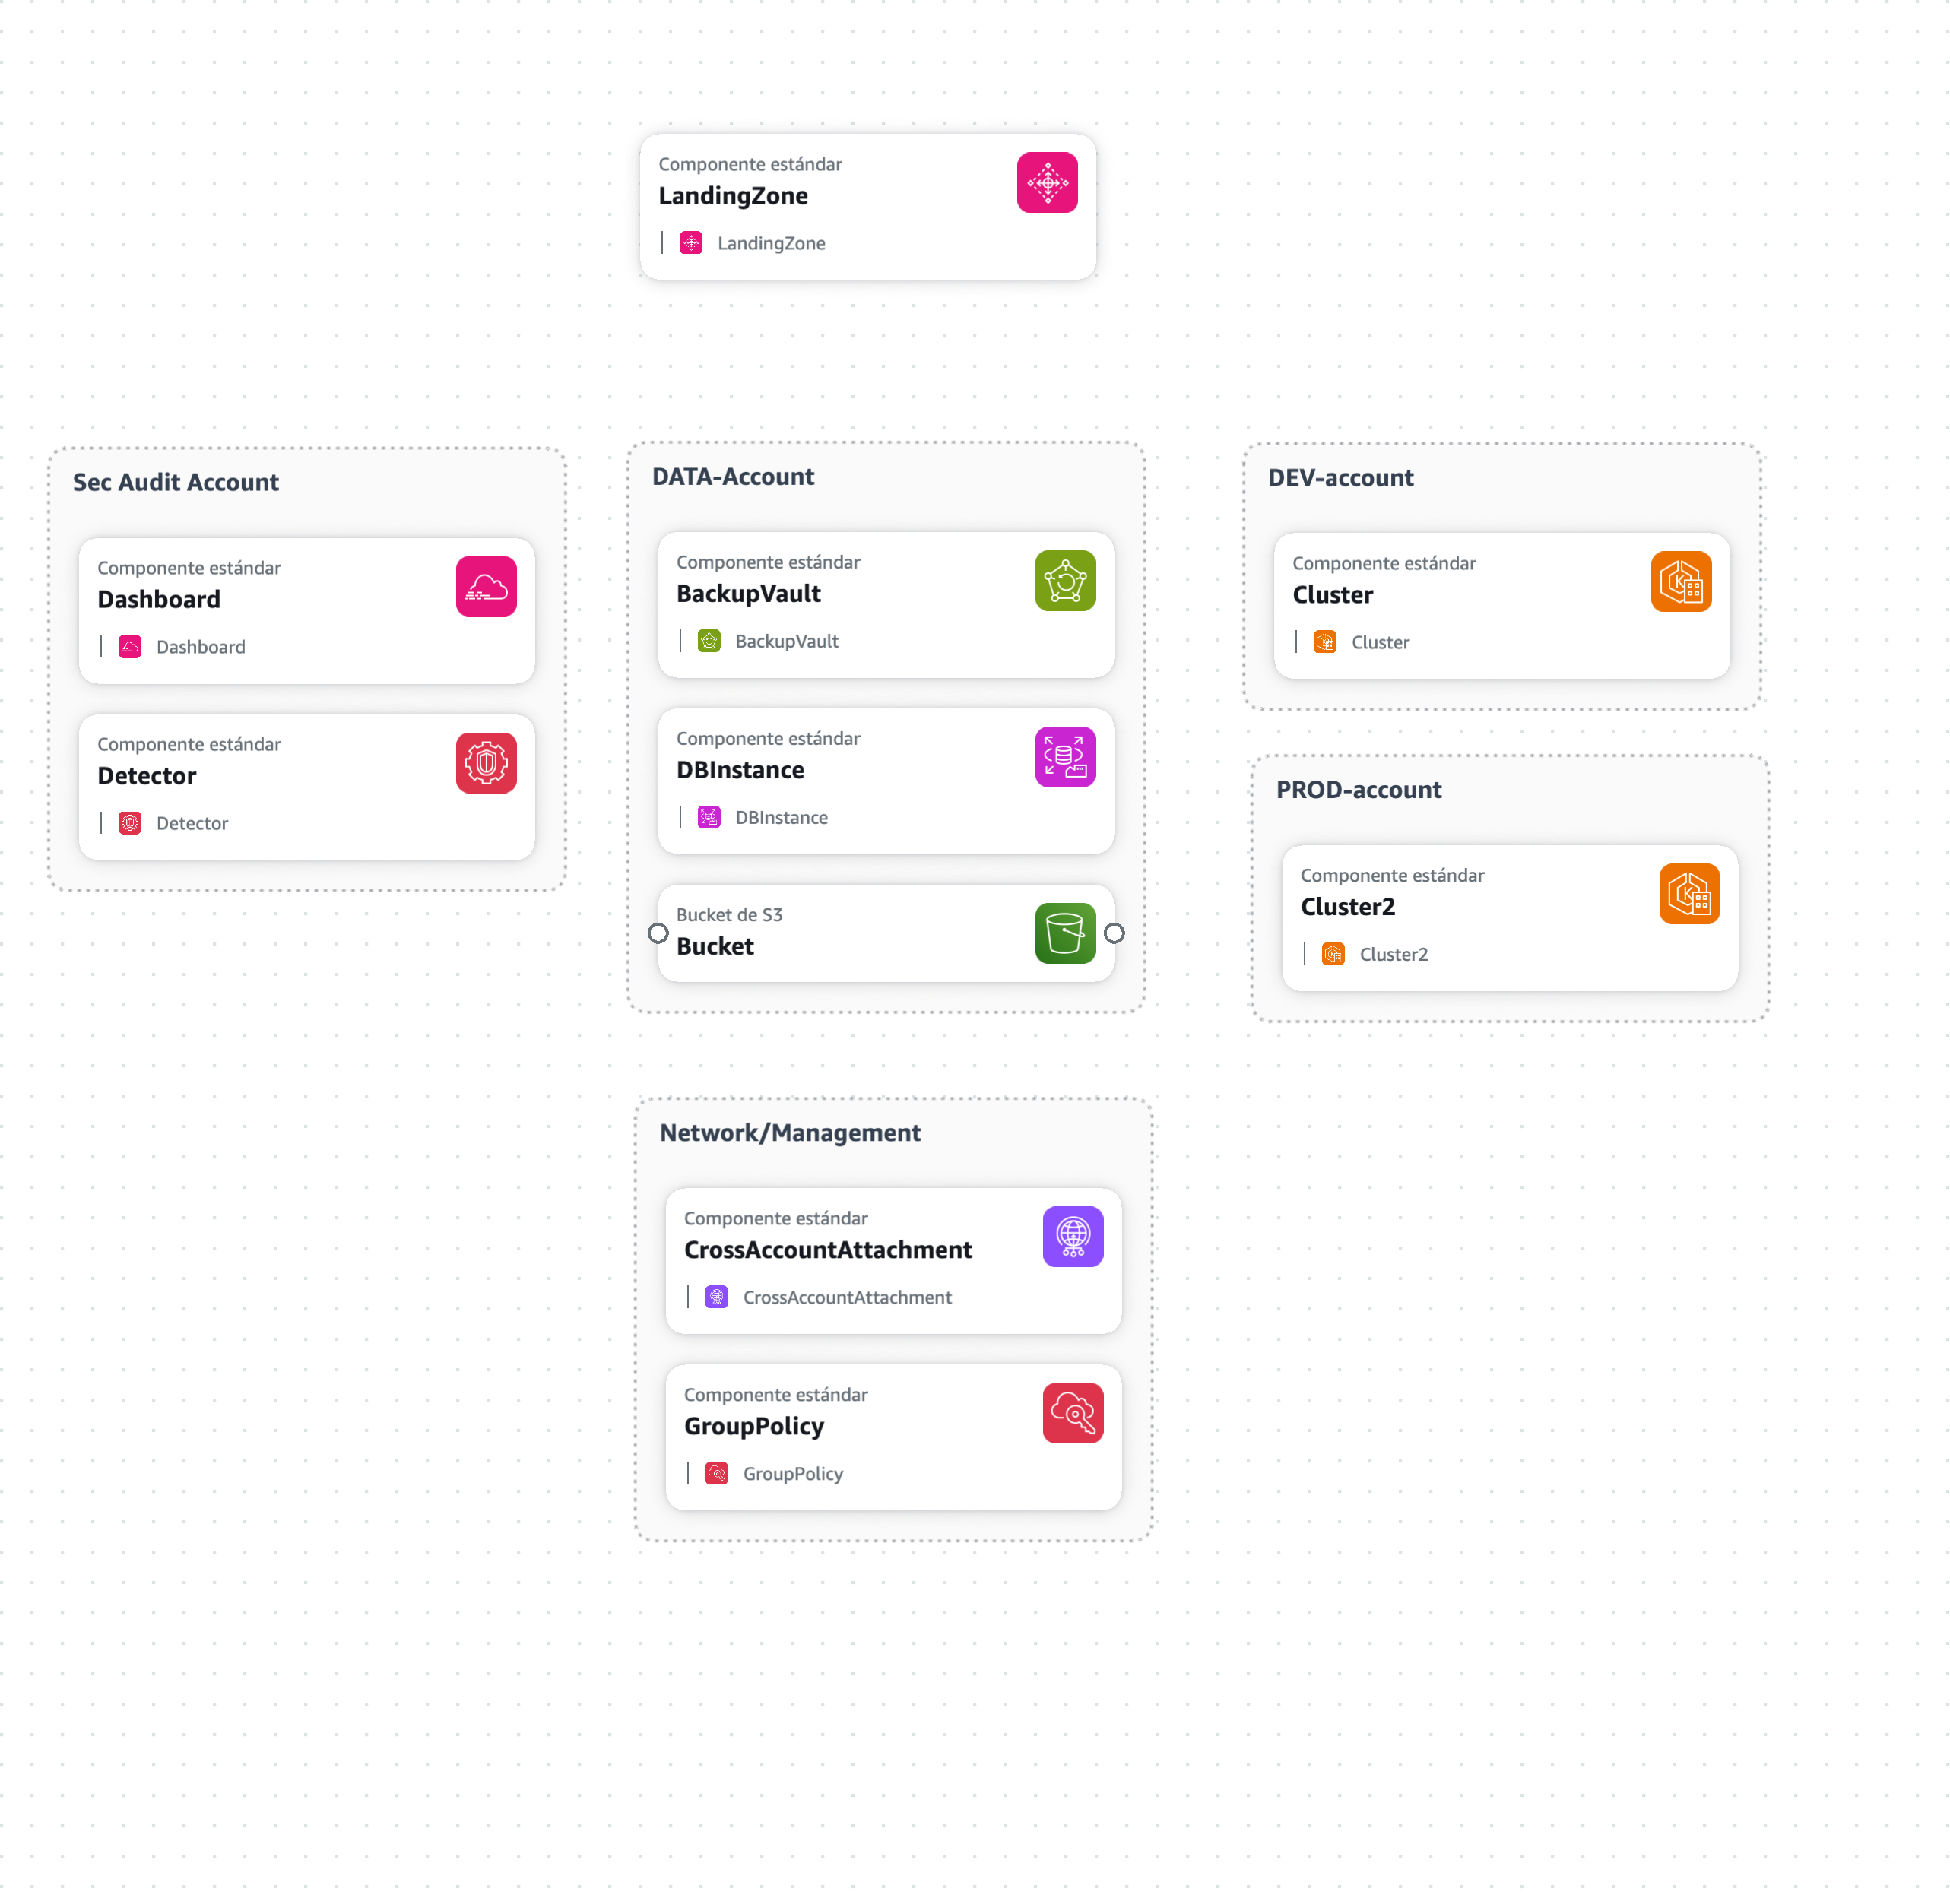 Componente estándar
LandingZone
LandingZone
Sec Audit Account
Componente estándar
Dashboard
Dashboard
Componente estándar
Detector
Detector
DATA-Account
Componente estándar
BackupVault
BackupVault
Componente estándar
DBInstance
DBInstance
Bucket de S3
Bucket
DEV-account
Componente estándar
Cluster
Cluster
PROD-account
Componente estándar
Cluster2
Cluster2
Network/Management
Componente estándar
CrossAccountAttachment
CrossAccountAttachment
Componente estándar
GroupPolicy
GroupPolicy